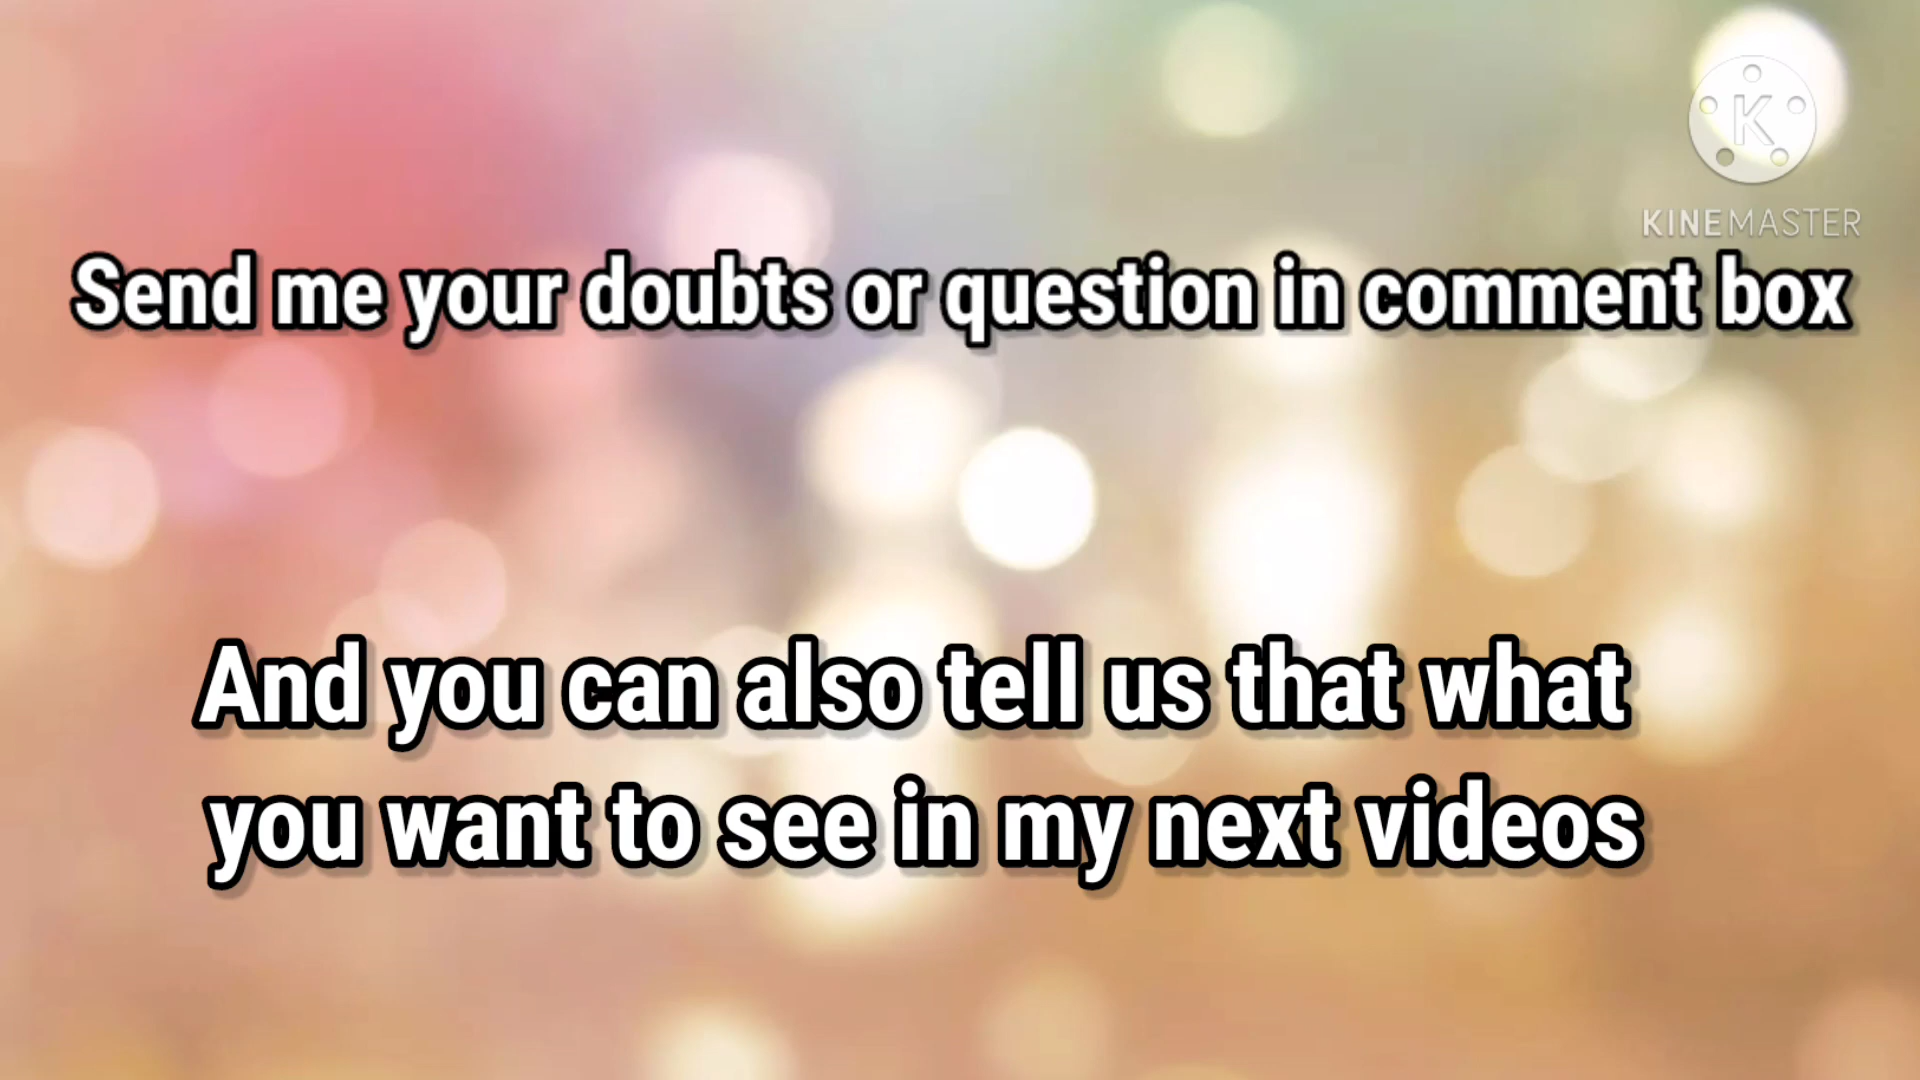 K
KINEMASTER
Send me your doubts or question in comment box
And you can also tell us that what
you want to see in my next videos